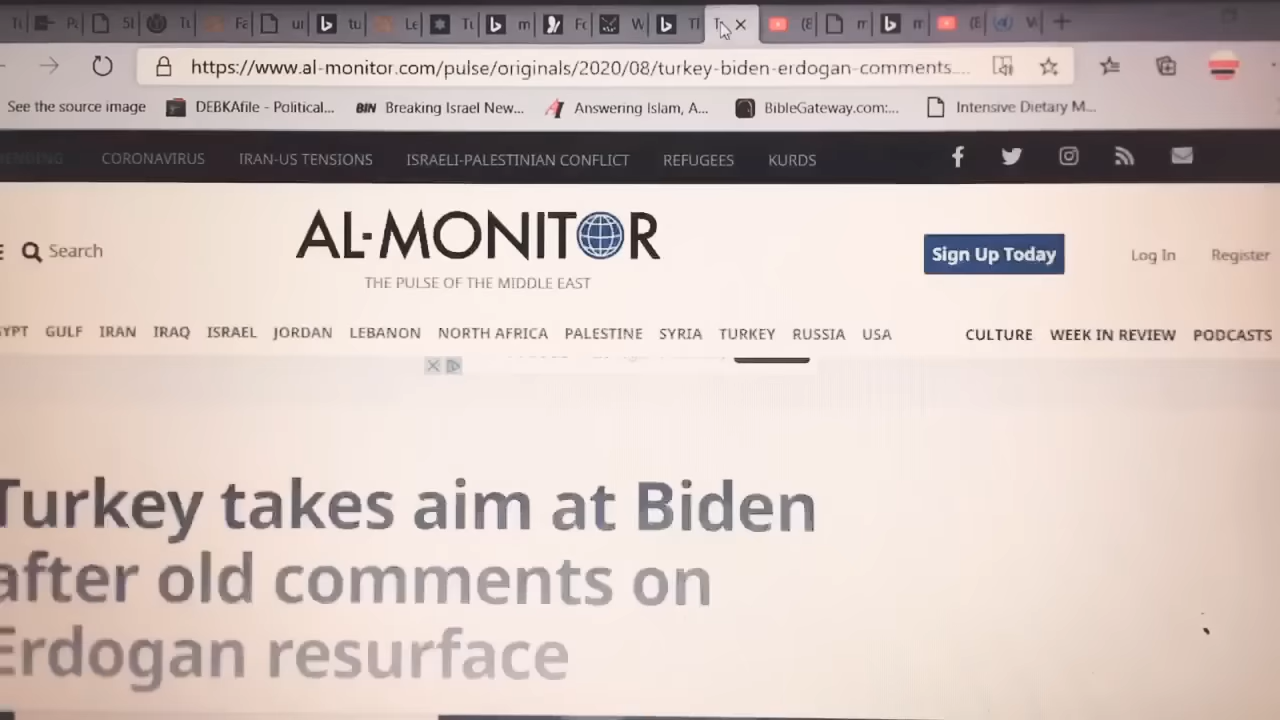 https://www.al-monitor.com/pulse/originals/2020/08/turkey-biden-erdogan-comments....
See the source image DEBKAfile - Political... BIN Breaking Israel New... Answering Islam, A... BibleGateway.com:... Intensive Dietary M...
CORONAVIRUS IRAN-US TENSIONS ISRAELI-PALESTINIAN CONFLICT REFUGEES KURDS
Search
AL-MONITOR
THE PULSE OF THE MIDDLE EAST
Sign Up Today Log In Register
YPT GULF IRAN IRAQ ISRAEL JORDAN LEBANON NORTH AFRICA PALESTINE SYRIA TURKEY RUSSIA USA CULTURE WEEK IN REVIEW PODCASTS
Turkey takes aim at Biden
after old comments on
Erdogan resurface